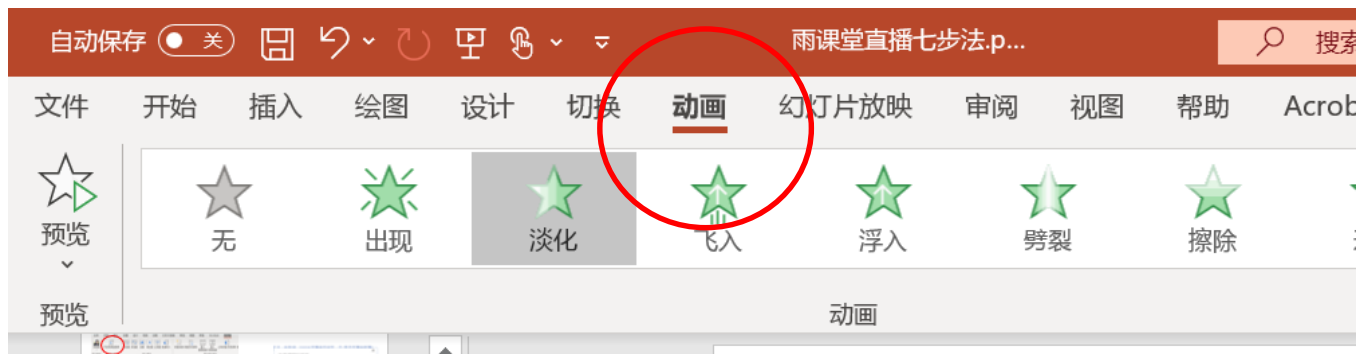 自动保存 关 雨课堂直播七步法.p... 搜索
文件 开始 插入 绘图 设计 切换 动画 幻灯片放映 审阅 视图 帮助 Acrob
预览 无 出现 淡化 飞入 浮入 劈裂 擦除
预览 动画